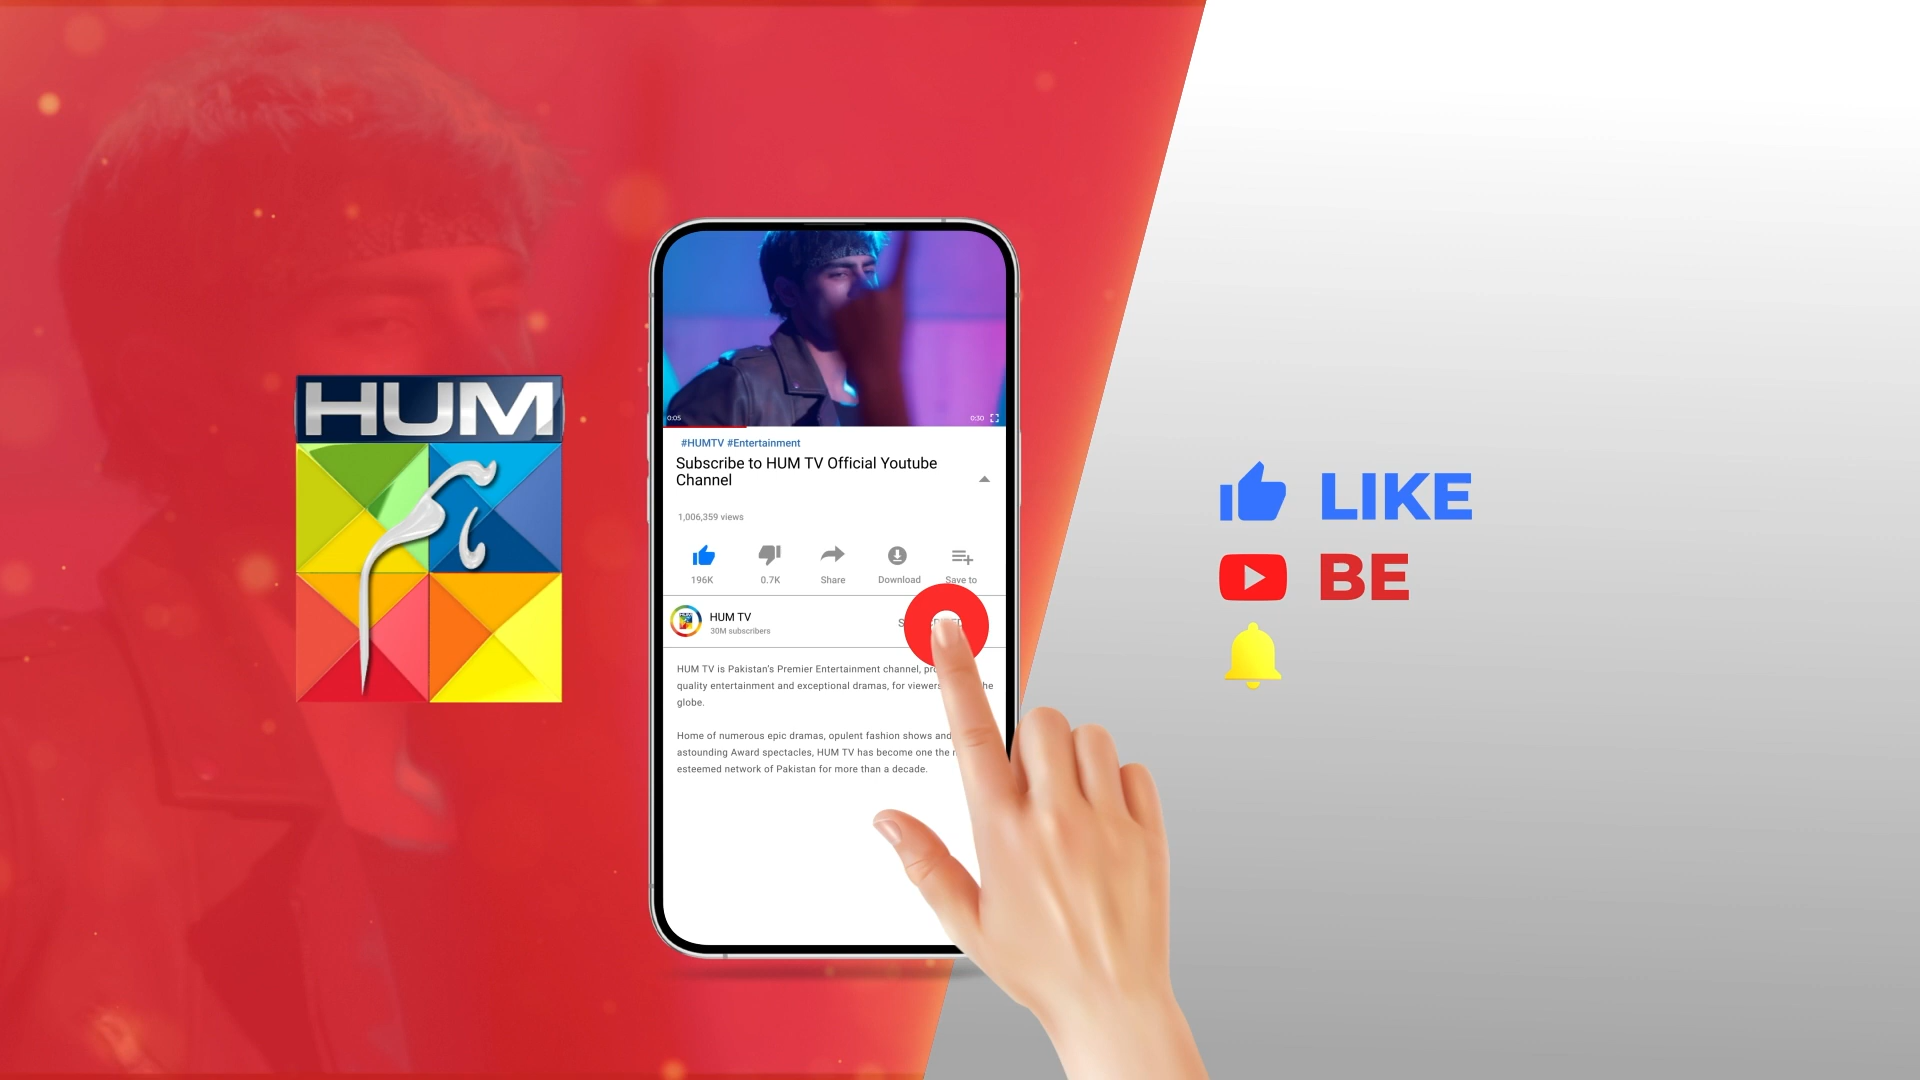 HUM
ہم
0:05
0:30
#HUMTV #Entertainment
Subscribe to HUM TV Official Youtube
Channel
1,006,359 views
196K
0.7K
Share
Download
Save to
HUM TV
30M subscribers
HUM TV is Pakistan's Premier Entertainment channel,
quality entertainment and exceptional dramas, for viewers
globe.
Home of numerous epic dramas, opulent fashion shows and
astounding Award spectacles, HUM TV has become one the
esteemed network of Pakistan for more than a decade.
LIKE
BE